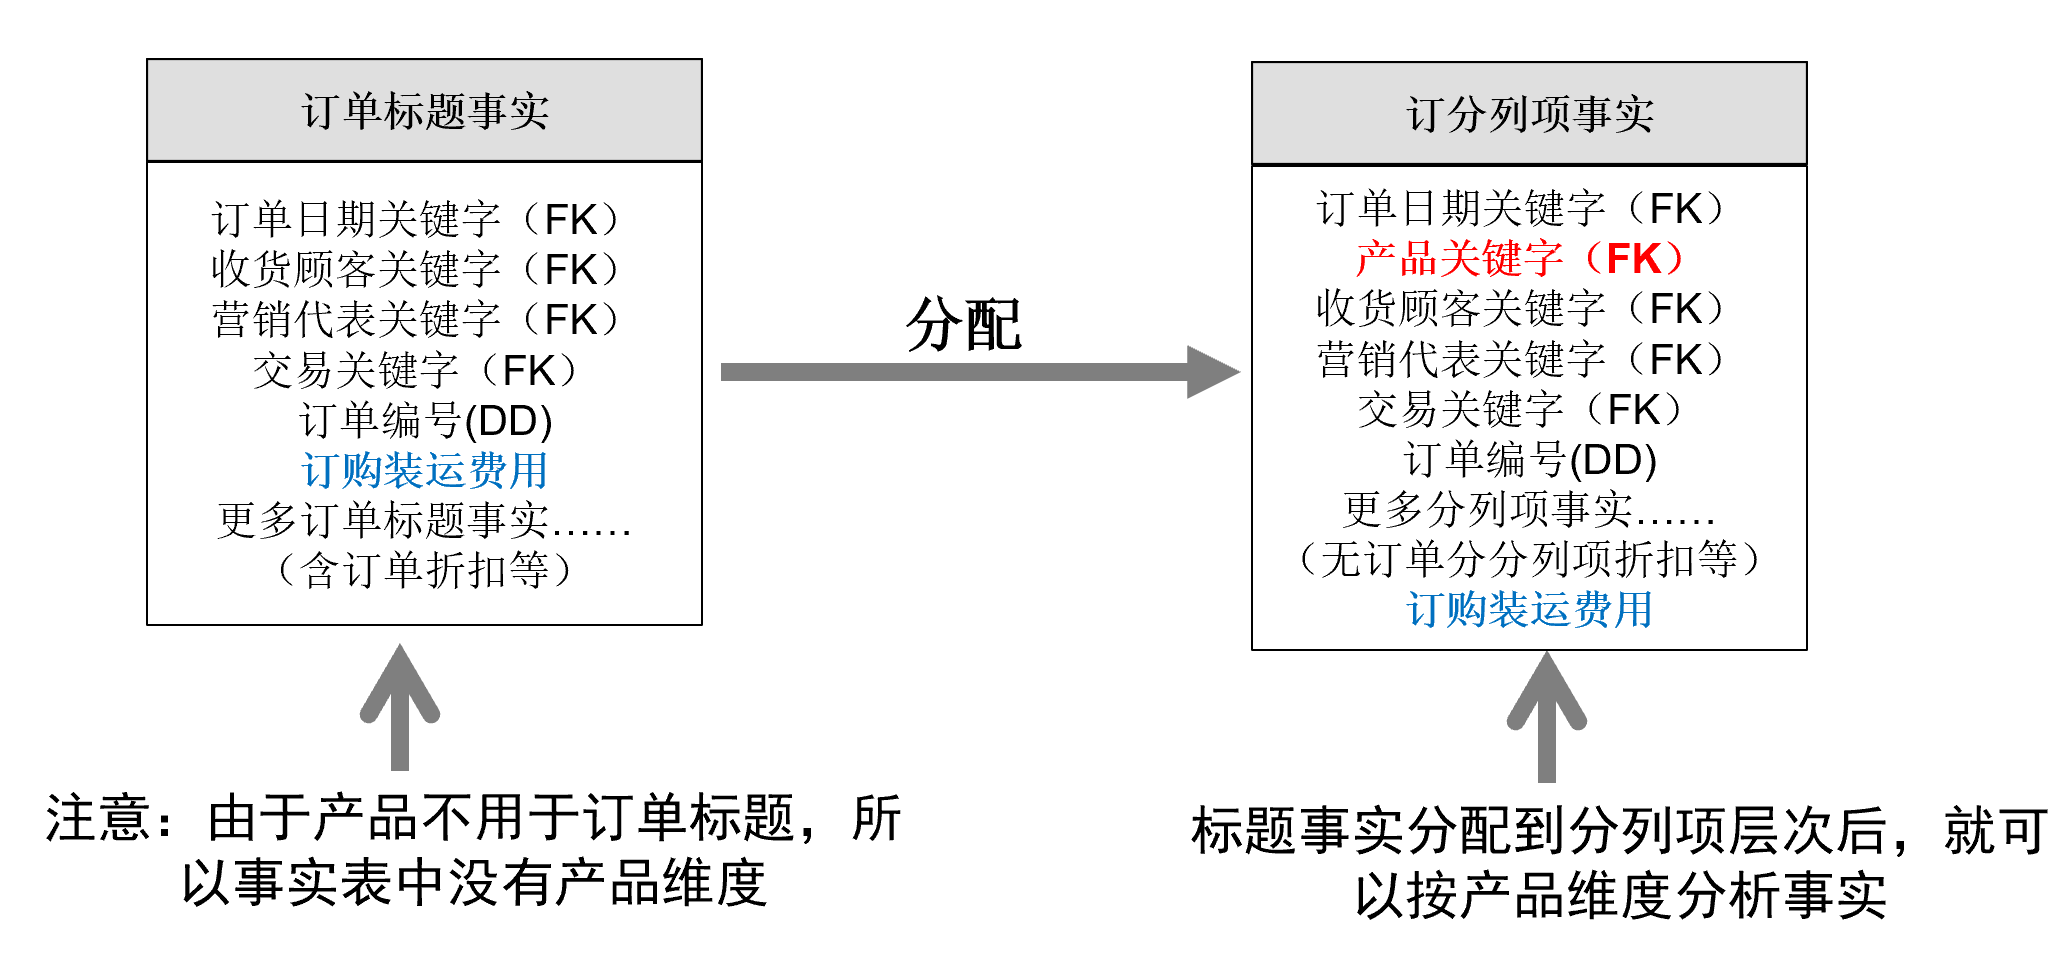 订单标题事实
订单日期关键字（FK）
收货顾客关键字（FK）
营销代表关键字（FK）
交易关键字（FK）
订单编号(DD)
订购装运费用
更多订单标题事实……
（含订单折扣等）
分配
订分列项事实
订单日期关键字（FK）
产品关键字（FK）
收货顾客关键字（FK）
营销代表关键字（FK）
交易关键字（FK）
订单编号(DD)
更多分列项事实……
（无订单分分列项折扣等）
订购装运费用
注意：由于产品不用于订单标题，所
以事实表中没有产品维度
标题事实分配到分列项层次后，就可
以按产品维度分析事实